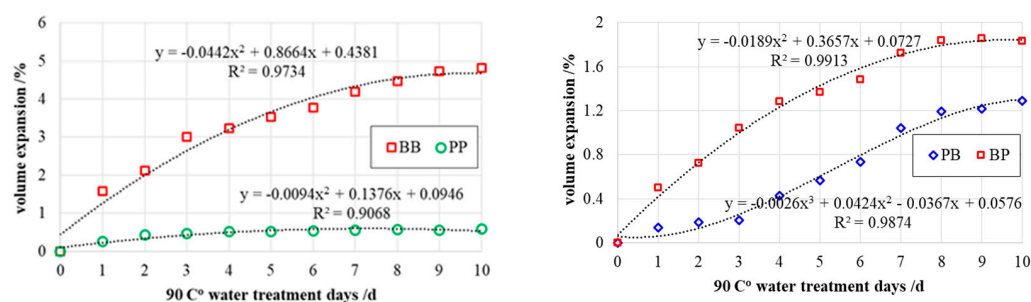 6
5
4
3
2
1
0
volume expansion /%
y = -0.0442x² + 0.8664x + 0.4381
R² = 0.9734
BB PP
y = -0.0094x² + 0.1376x + 0.0946
R² = 0.9068
0 1 2 3 4 5 6 7 8 9 10
90 C° water treatment days /d
2
1.6
1.2
0.8
0.4
0
volume expansion /%
y = -0.0189x² + 0.3657x + 0.0727
R² = 0.9913
PB BP
y = -0.0026x³ + 0.0424x² - 0.0367x + 0.0576
R² = 0.9874
0 1 2 3 4 5 6 7 8 9 10
90 C° water treatment days /d